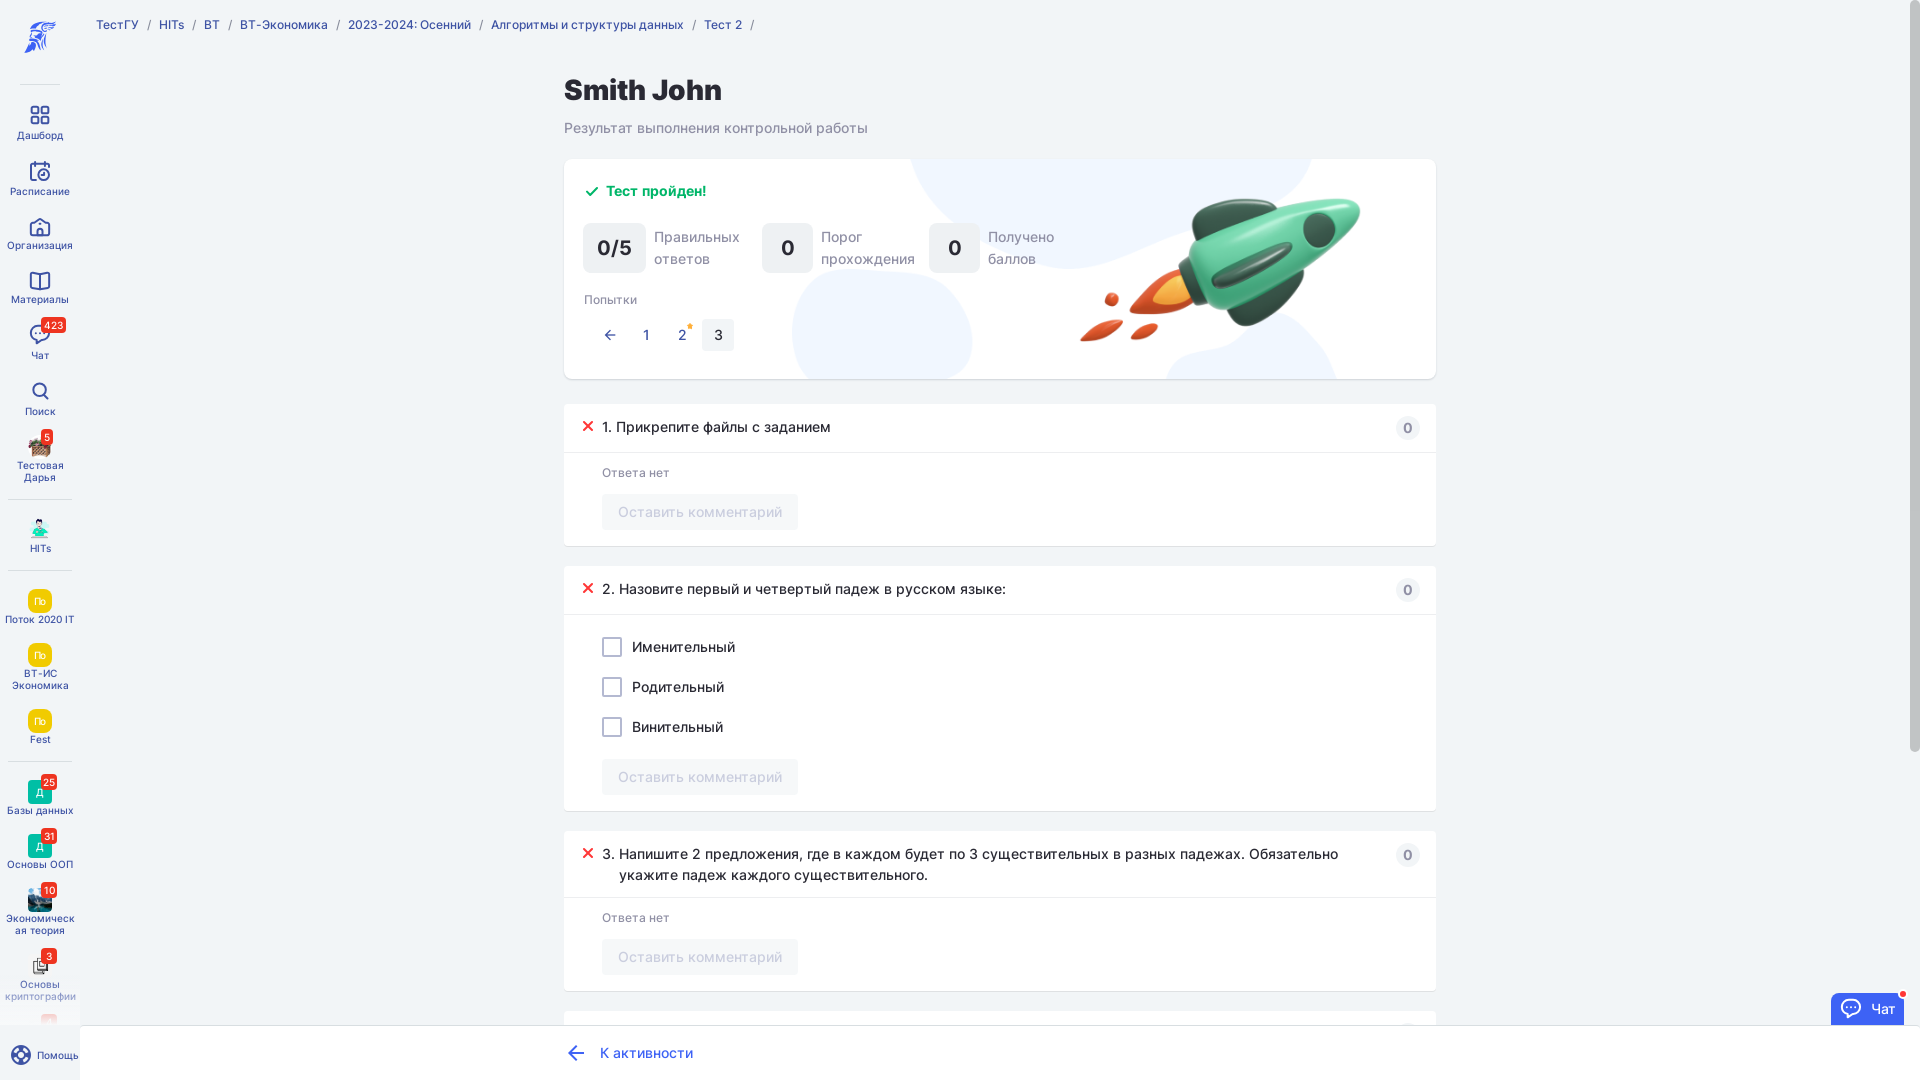 ТестГУ / HITs / ВТ / ВТ-Экономика / 2023-2024: Осенний / Алгоритмы и структуры данных / Тест 2 /
Дашборд
Расписание
Организация
Материалы
423
Чат
Поиск
5
Тестовая
Дарья
HITs
По
Поток 2020 IT
По
ВТ-ИС
Экономика
По
Fest
25
Д
Базы данных
31
Д
Основы ООП
10
Экономическ
ая теория
3
Основы
криптографии
Помощь
Smith John
Результат выполнения контрольной работы
Тест пройден!
0/5 Правильных ответов
0 Порог прохождения
0 Получено баллов
Попытки
1 2 3
1. Прикрепите файлы с заданием 0
Ответа нет
Оставить комментарий
2. Назовите первый и четвертый падеж в русском языке: 0
Именительный
Родительный
Винительный
Оставить комментарий
3. Напишите 2 предложения, где в каждом будет по 3 существительных в разных падежах. Обязательно 0
укажите падеж каждого существительного.
Ответа нет
Оставить комментарий
К активности
Чат